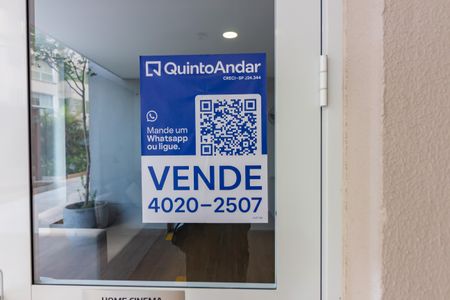 QuintoAndar
CRECI-SP J24.344
Mande um
Whatsapp
ou ligue.
VENDE
4020-2507
HOME CINEMA